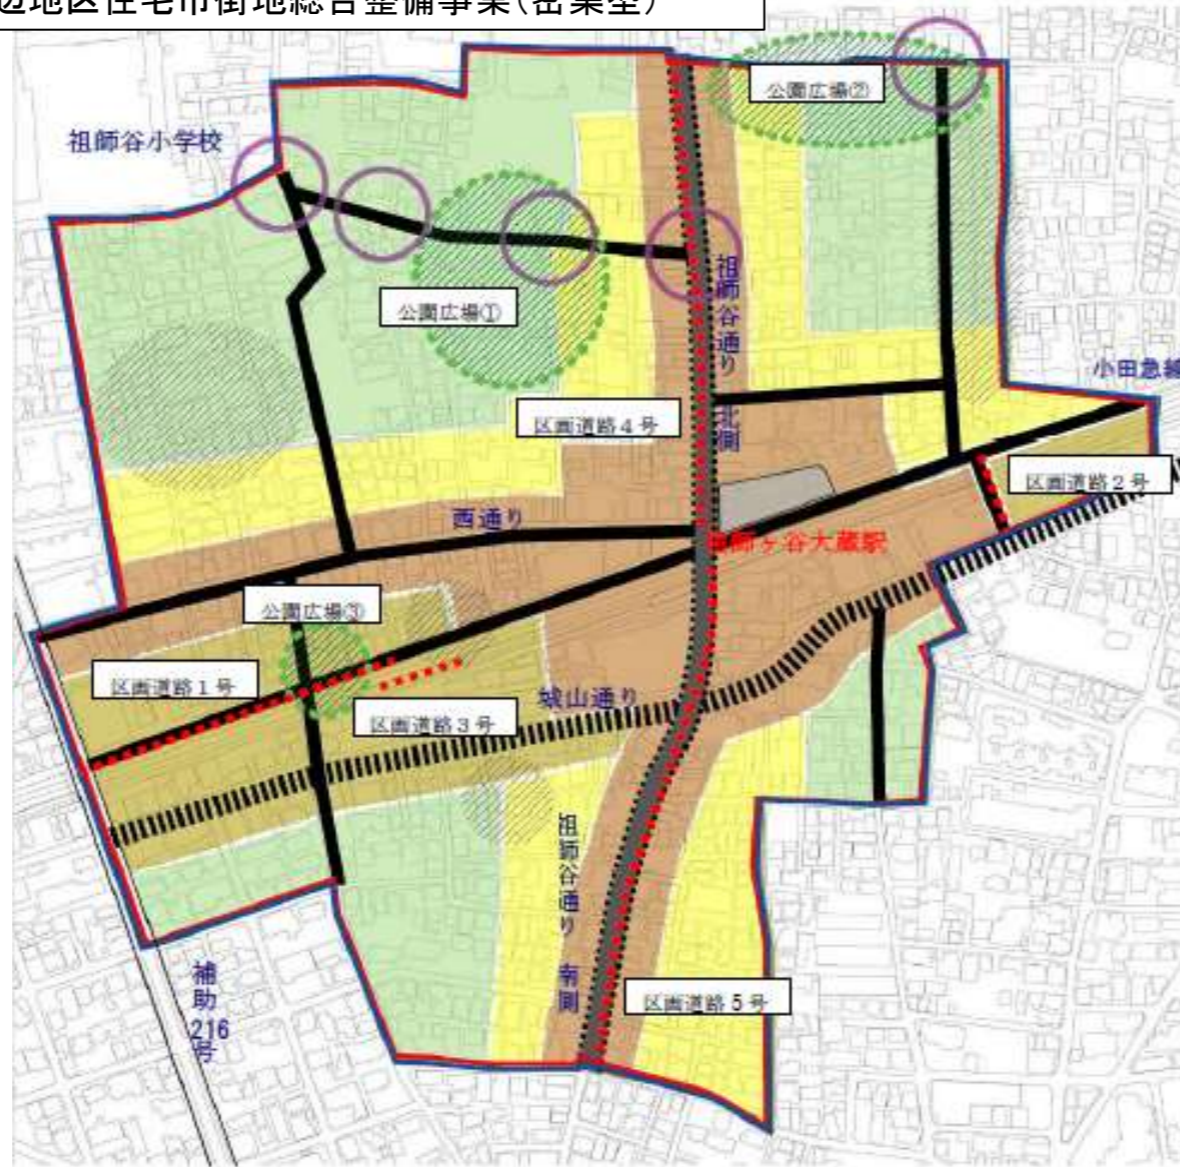 辺地区住宅市街地総合整備事業（密集型）
公園広場②
祖師谷小学校
公園広場①
祖師谷通り 北側
小田急線
区画道路4号
区画道路2号
西通り
祖師ヶ谷大蔵駅
公園広場③
区画道路1号
城山通り
区画道路3号
祖師谷通り 南側
補助216号
区画道路5号